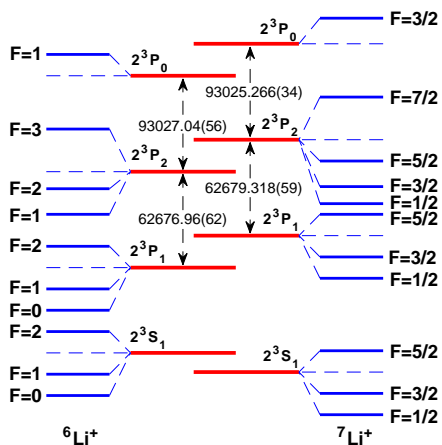 2³P₀
F=3/2
F=1
2³P₀
93025.266(34)
F=7/2
93027.04(56)
2³P₂
F=3
2³P₂
F=5/2
F=2
62679.318(59)
F=3/2
F=1/2
F=1
62676.96(62)
2³P₁
F=5/2
F=2
2³P₁
F=3/2
F=1
F=1/2
F=0
F=2
2³S₁
2³S₁
F=5/2
F=1
F=3/2
F=0
F=1/2
⁶Li⁺
⁷Li⁺